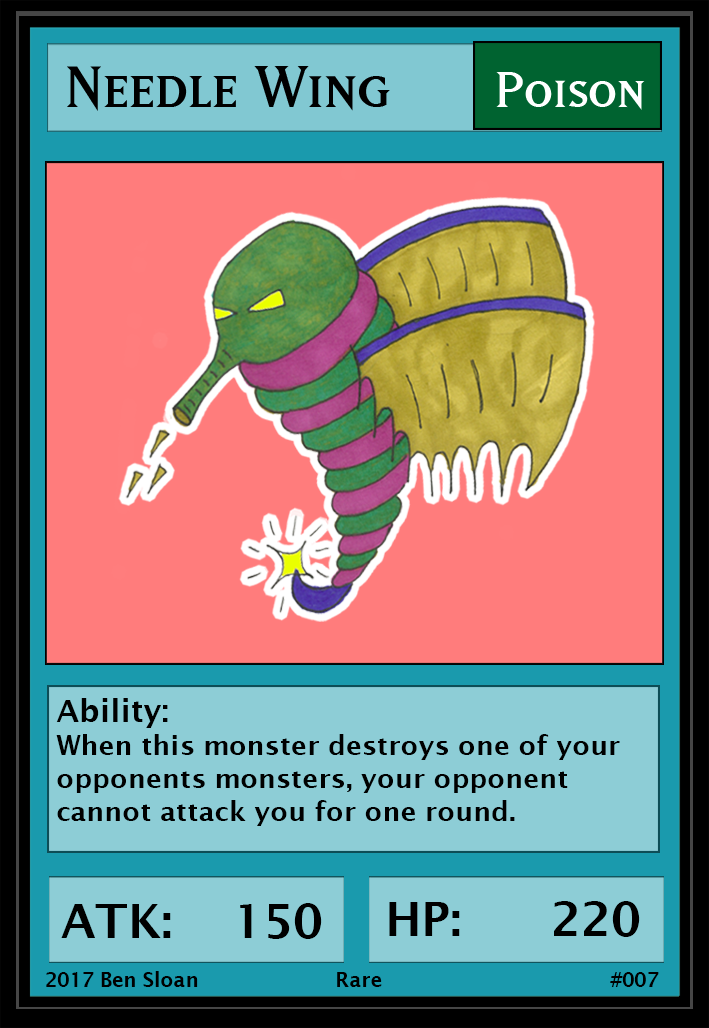 Needle Wing
Poison
Ability:
When this monster destroys one of your
opponents monsters, your opponent
cannot attack you for one round.
ATK: 150
HP: 220
2017 Ben Sloan
Rare
#007